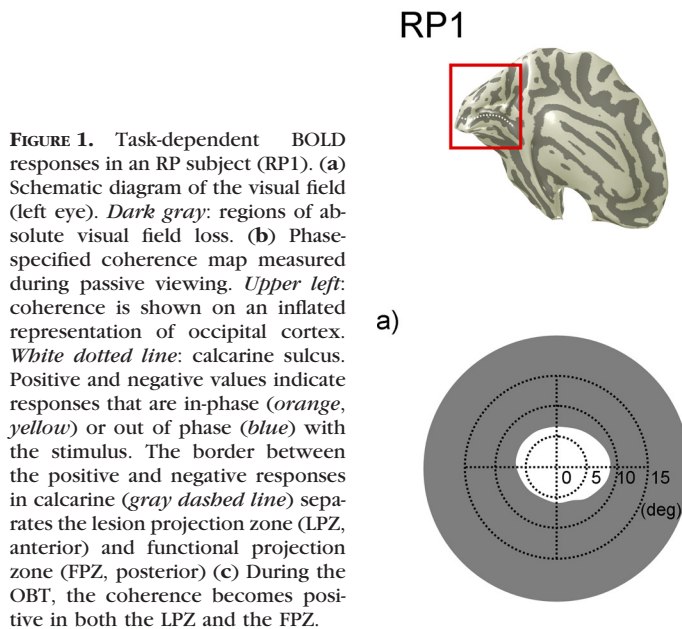 RP1
FIGURE 1. Task-dependent BOLD
responses in an RP subject (RP1). (a)
Schematic diagram of the visual field
(left eye). Dark gray: regions of ab-
solute visual field loss. (b) Phase-
specified coherence map measured
during passive viewing. Upper left:
coherence is shown on an inflated
representation of occipital cortex.
White dotted line: calcarine sulcus.
Positive and negative values indicate
responses that are in-phase (orange,
yellow) or out of phase (blue) with
the stimulus. The border between
the positive and negative responses
in calcarine (gray dashed line) sepa-
rates the lesion projection zone (LPZ,
anterior) and functional projection
zone (FPZ, posterior) (c) During the
OBT, the coherence becomes posi-
tive in both the LPZ and the FPZ.
a)
0 5 10 15
(deg)